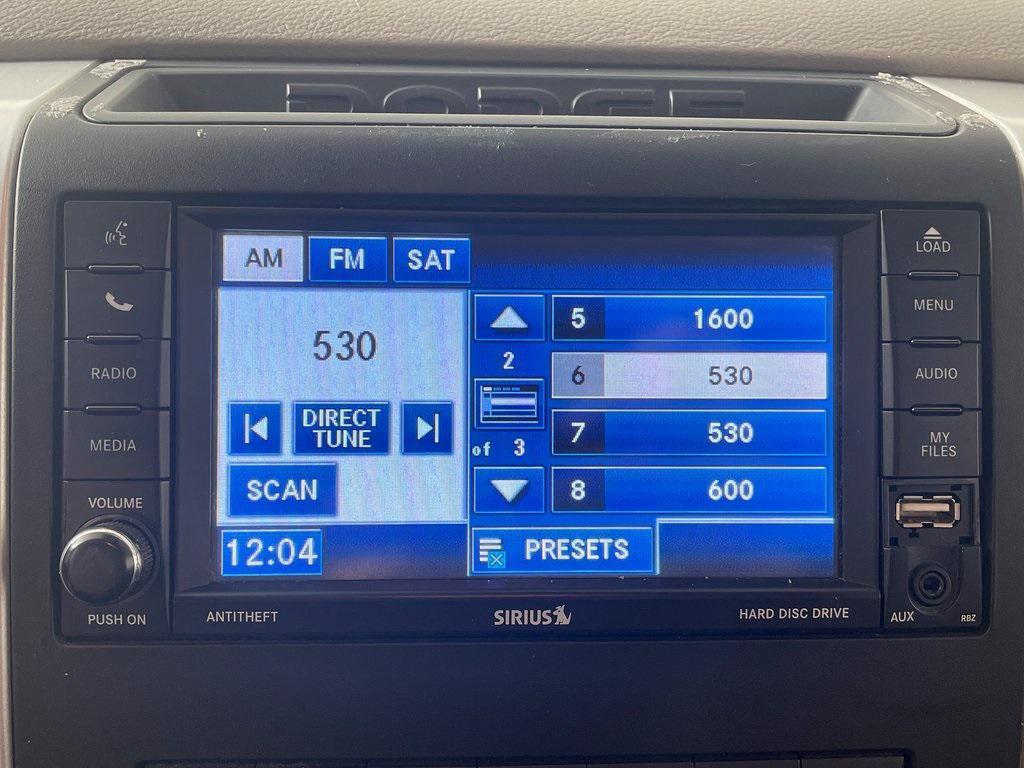 DODGE
AM FM SAT
530
DIRECT
TUNE
SCAN
12:04
2
of 3
5 1600
6 530
7 530
8 600
PRESETS
RADIO
MEDIA
VOLUME
PUSH ON
LOAD
MENU
AUDIO
MY
FILES
AUX
RBZ
ANTITHEFT
SIRIUS
HARD DISC DRIVE